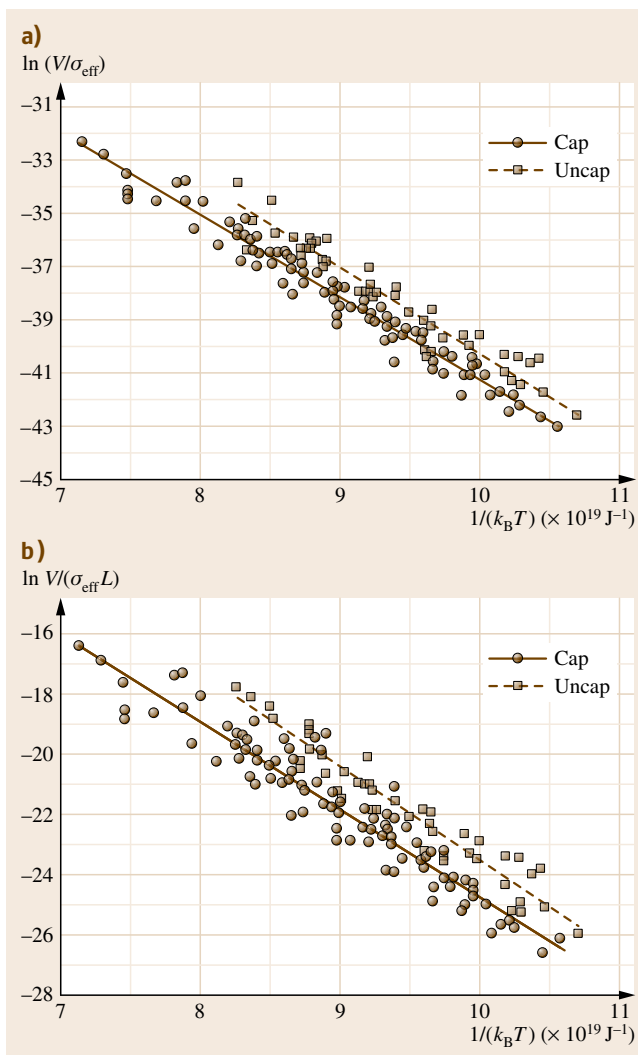 a)
ln (V/σeff)
−31
−33
−35
−37
−39
−41
−43
−45
Cap
Uncap
7 8 9 10 11
1/(kBT) (× 10¹⁹ J⁻¹)
b)
ln V/(σeffL)
−16
−18
−20
−22
−24
−26
−28
Cap
Uncap
7 8 9 10 11
1/(kBT) (× 10¹⁹ J⁻¹)